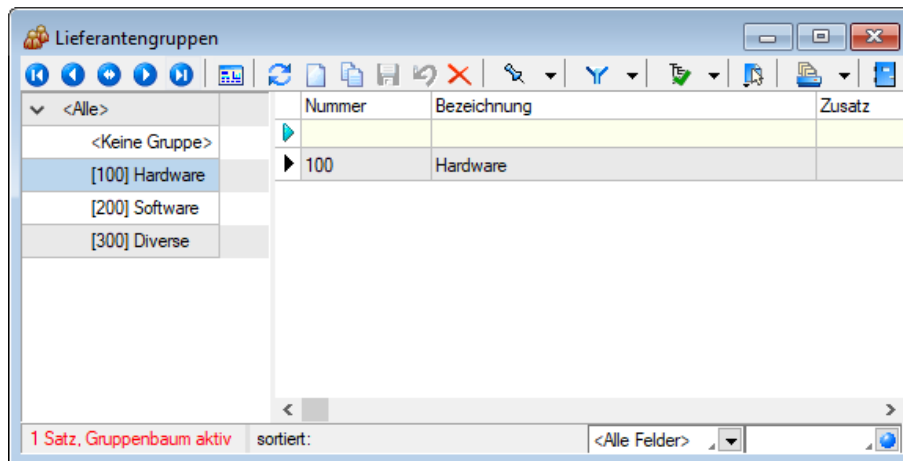 Lieferantengruppen
<Alle>
<Keine Gruppe>
[100] Hardware
[200] Software
[300] Diverse
Nummer Bezeichnung Zusatz
100 Hardware
1 Satz, Gruppenbaum aktiv sortiert: <Alle Felder>